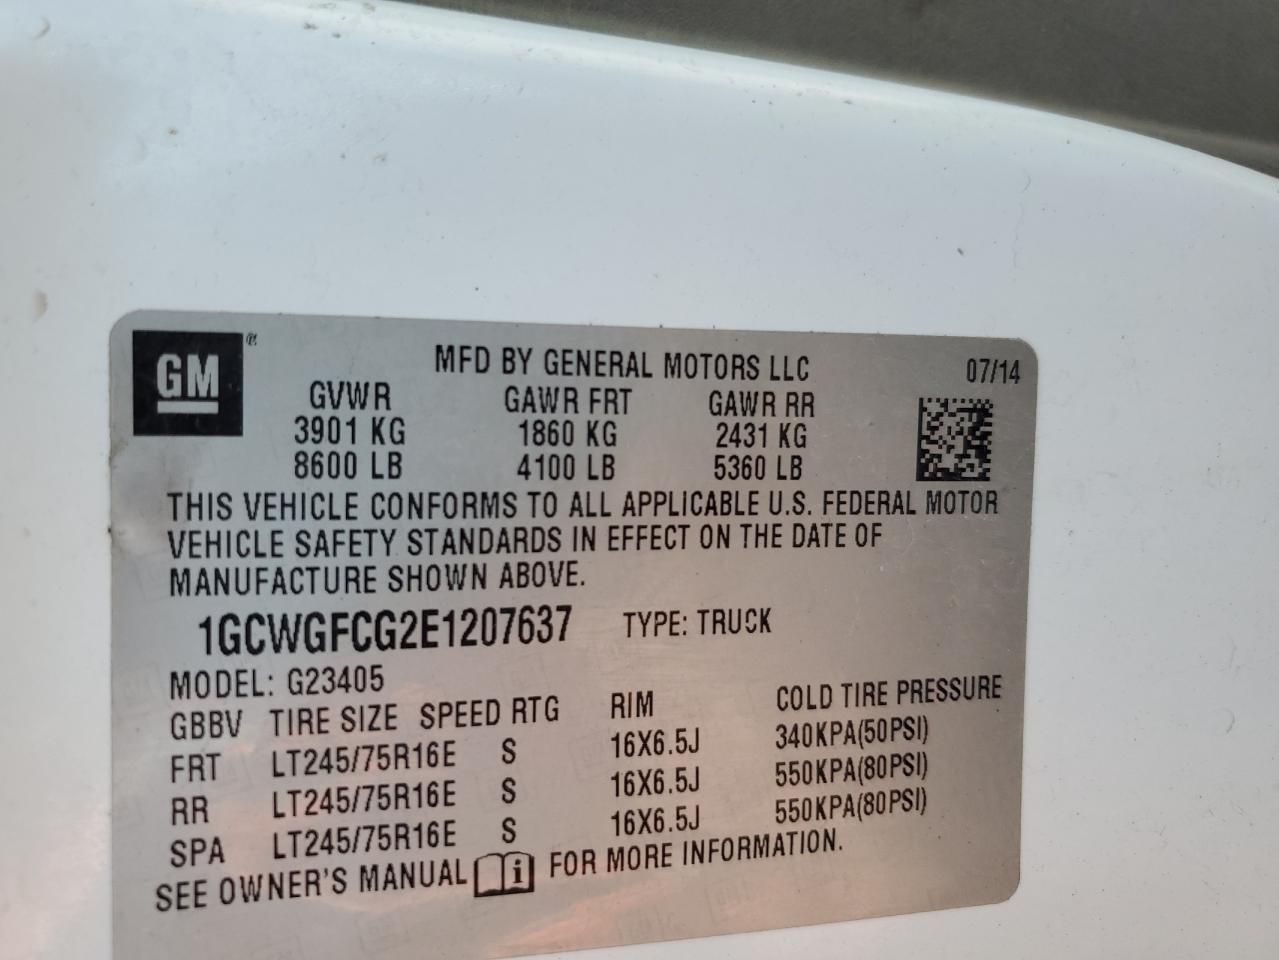 GM®
MFD BY GENERAL MOTORS LLC 07/14
GVWR GAWR FRT GAWR RR
3901 KG 1860 KG 2431 KG
8600 LB 4100 LB 5360 LB
THIS VEHICLE CONFORMS TO ALL APPLICABLE U.S. FEDERAL MOTOR
VEHICLE SAFETY STANDARDS IN EFFECT ON THE DATE OF
MANUFACTURE SHOWN ABOVE.
1GCWGFCG2E1207637 TYPE: TRUCK
MODEL: G23405
GBBV TIRE SIZE SPEED RTG RIM COLD TIRE PRESSURE
FRT LT245/75R16E S 16X6.5J 340KPA(50PSI)
RR LT245/75R16E S 16X6.5J 550KPA(80PSI)
SPA LT245/75R16E S 16X6.5J 550KPA(80PSI)
SEE OWNER'S MANUAL i FOR MORE INFORMATION.